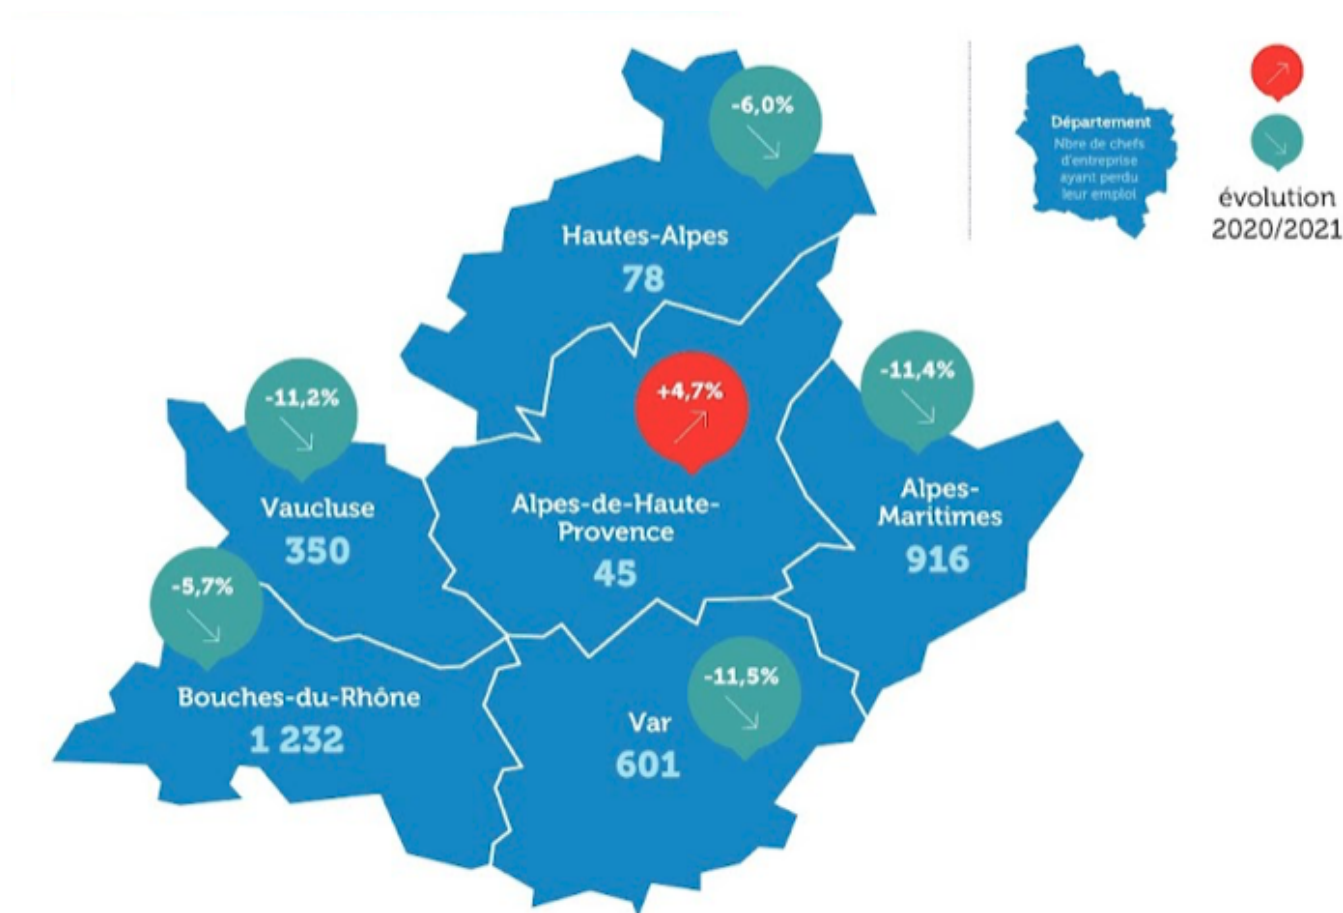 -6,0%
Département
Nbre de chefs
d'entreprise
ayant perdu
leur emploi
évolution
2020/2021
Hautes-Alpes
78
-11,2%
+4,7%
-11,4%
Vaucluse
350
Alpes-de-Haute-
Provence
45
Alpes-
Maritimes
916
-5,7%
Bouches-du-Rhône
1 232
-11,5%
Var
601